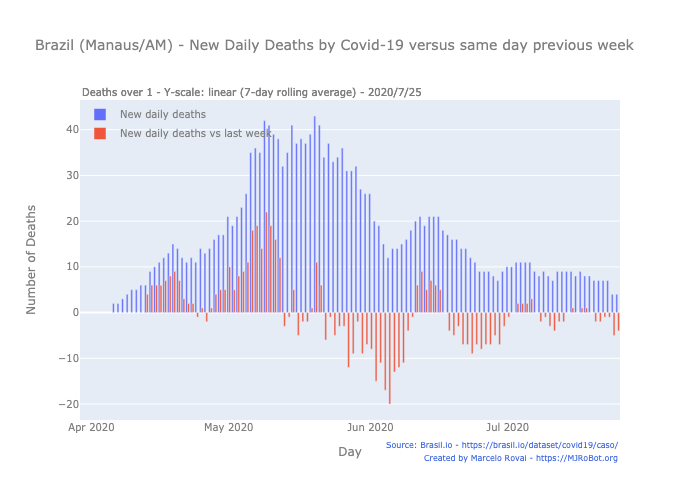 Brazil (Manaus/AM) - New Daily Deaths by Covid-19 versus same day previous week
Deaths over 1 - Y-scale: linear (7-day rolling average) - 2020/7/25
New daily deaths
New daily deaths vs last week
40
30
20
10
0
−10
−20
Number of Deaths
Apr 2020
May 2020
Jun 2020
Jul 2020
Day
Source: Brasil.io - https://brasil.io/dataset/covid19/caso/
Created by Marcelo Rovai - https://MJRoBot.org